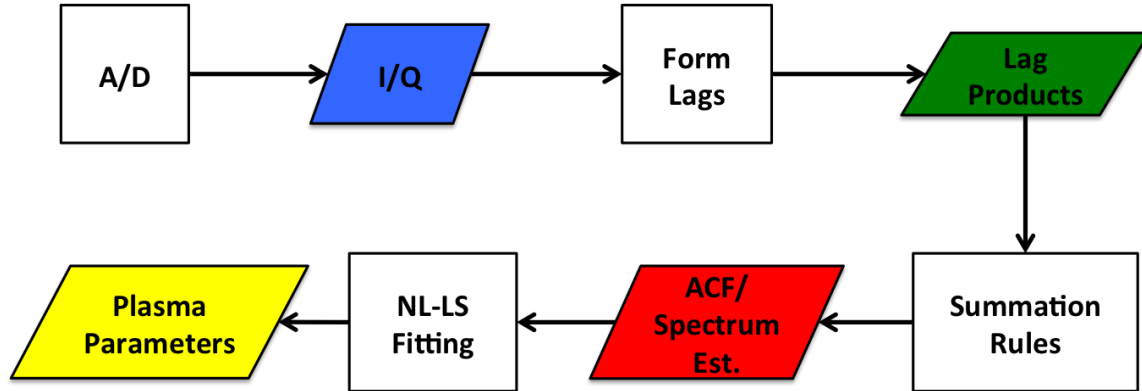 A/D
I/Q
Form
Lags
Lag
Products
Plasma
Parameters
NL-LS
Fitting
ACF/
Spectrum
Est.
Summation
Rules